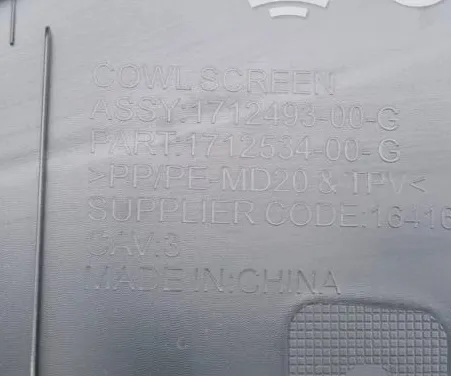 COWL SCREEN
ASSY:1712493-00-G
PART:1712534-00-G
>PP/PE-MD20 & TPV<
SUPPLIER CODE:16416
CAV:3
MADE IN:CHINA